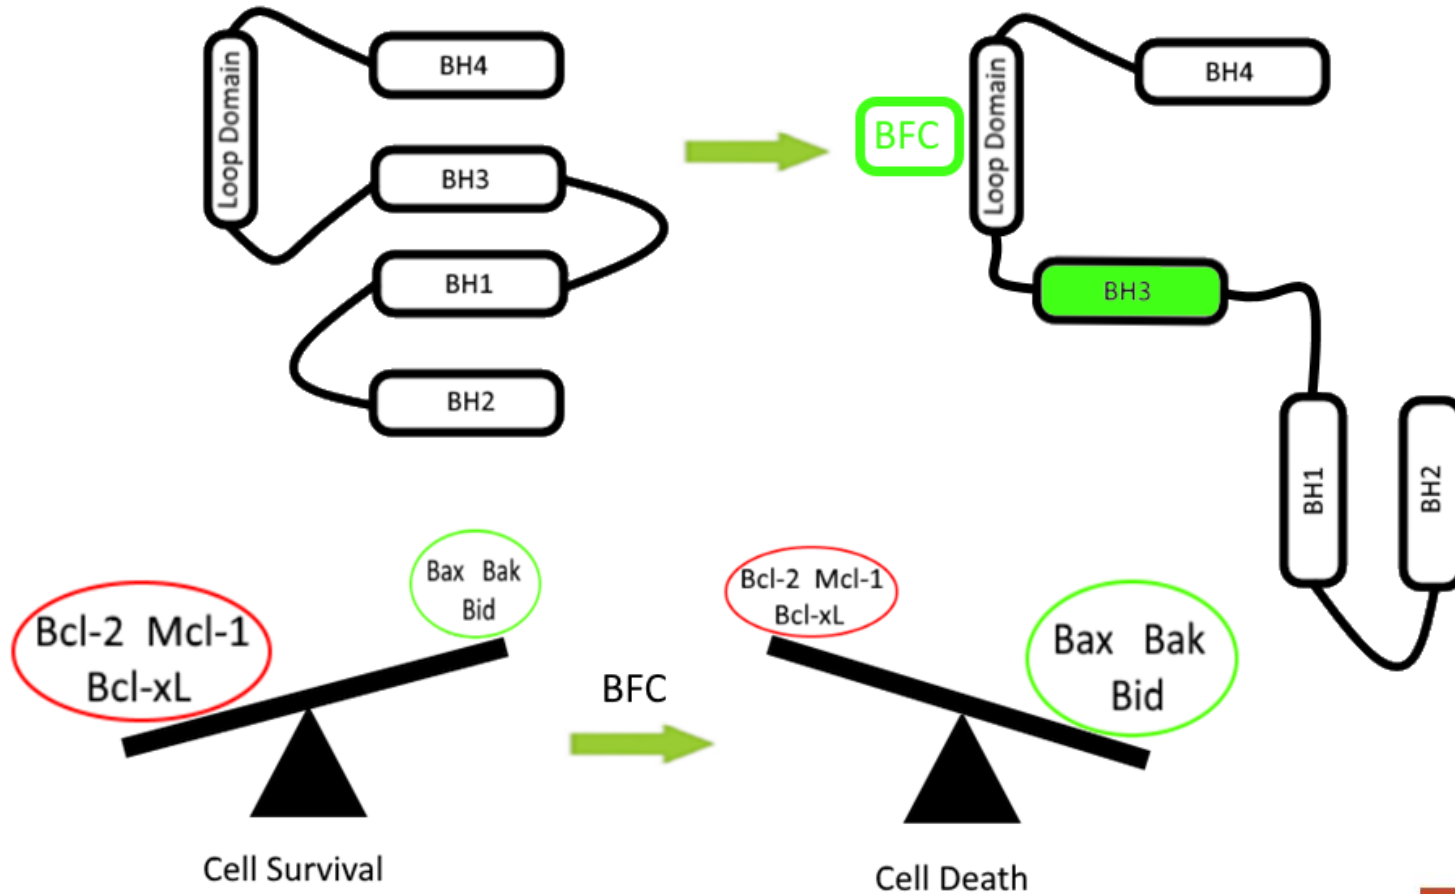 Loop Domain
BH4
BH3
BH1
BH2
BFC
Loop Domain
BH4
BH3
BH1
BH2
Bcl-2 Mcl-1
Bcl-xL
Bax Bak
Bid
Cell Survival
BFC
Bcl-2 Mcl-1
Bcl-xL
Bax Bak
Bid
Cell Death